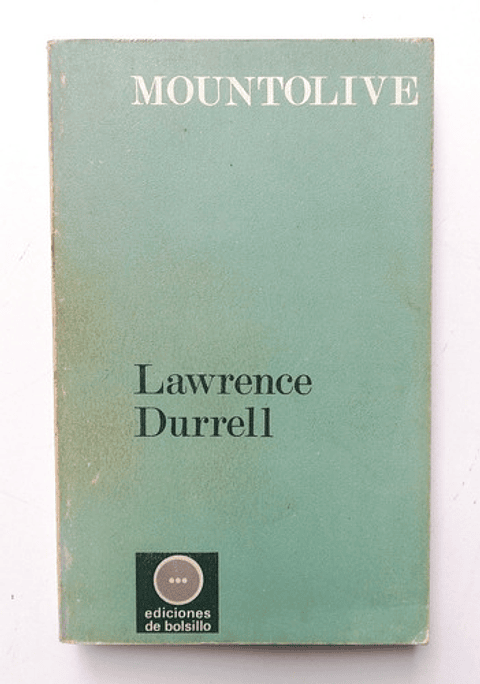 MOUNTOLIVE
Lawrence
Durrell
ediciones
de bolsillo